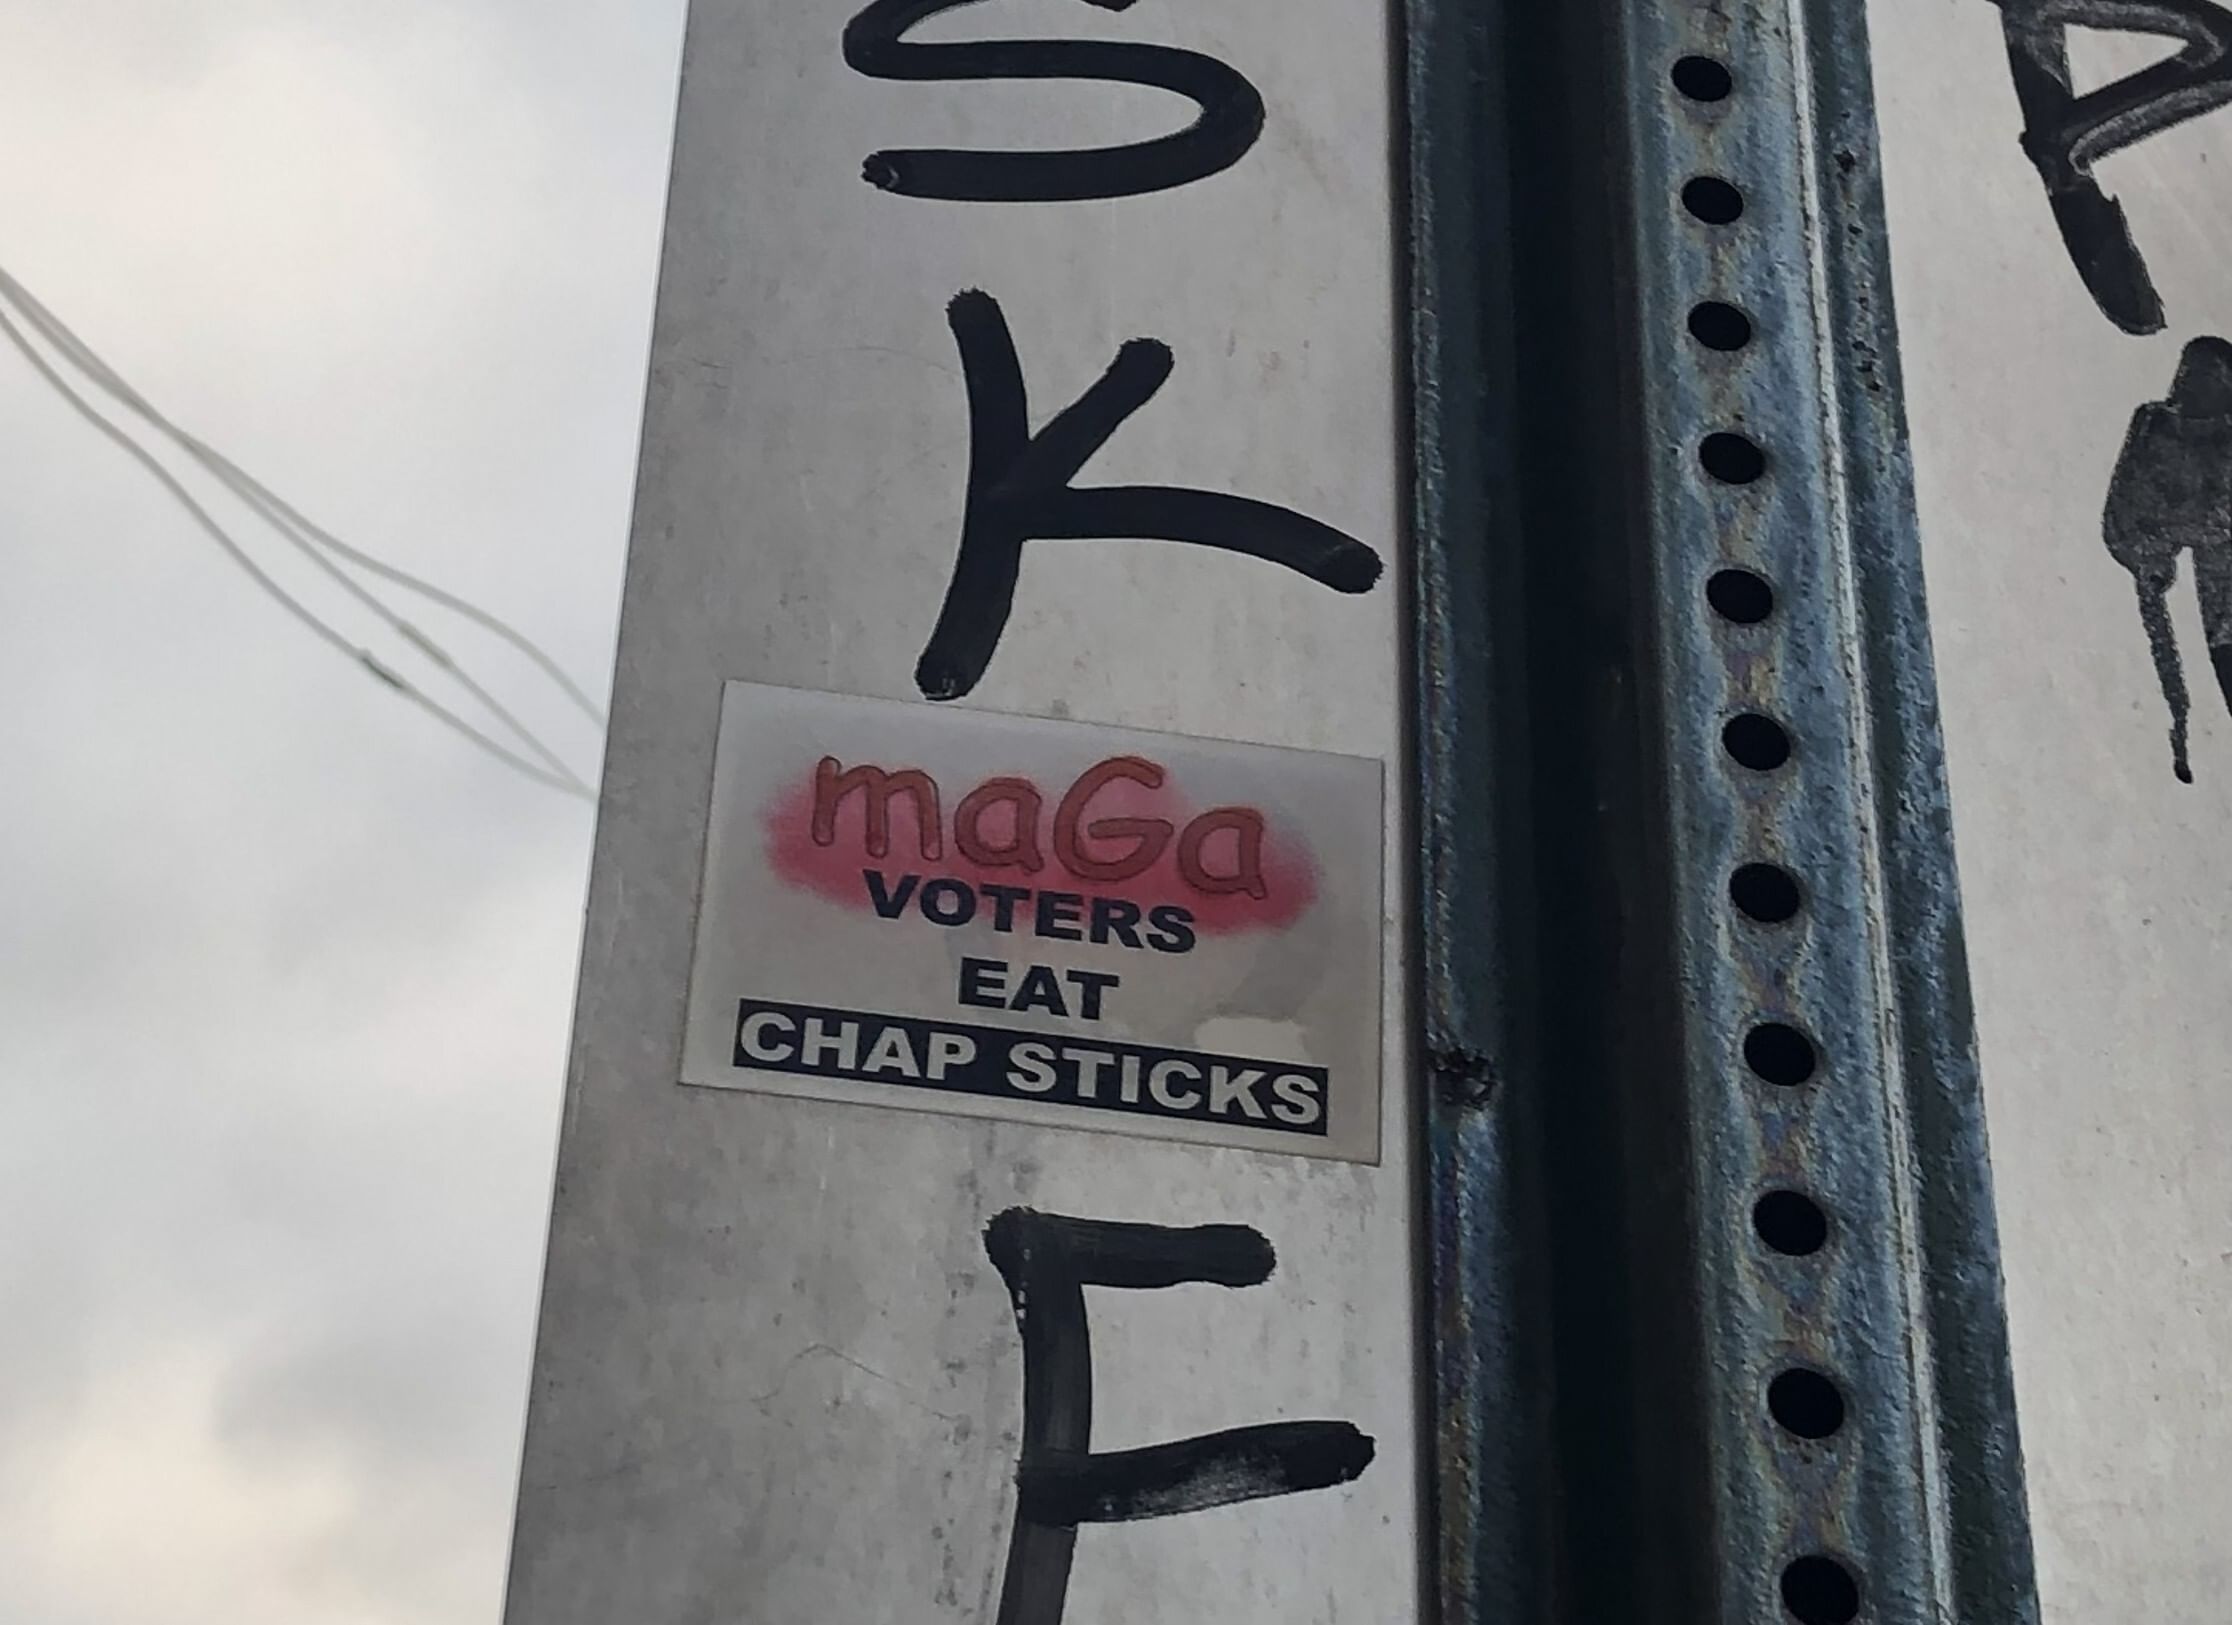 S
K
maGa
VOTERS
EAT
CHAP STICKS
F